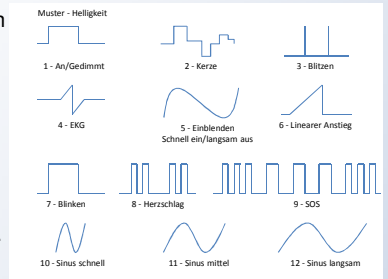 Muster - Helligkeit
1 - An/Gedimmt
2 - Kerze
3 - Blitzen
4 - EKG
5 - Einblenden
Schnell ein/langsam aus
6 - Linearer Anstieg
7 - Blinken
8 - Herzschlag
9 - SOS
10 - Sinus schnell
11 - Sinus mittel
12 - Sinus langsam